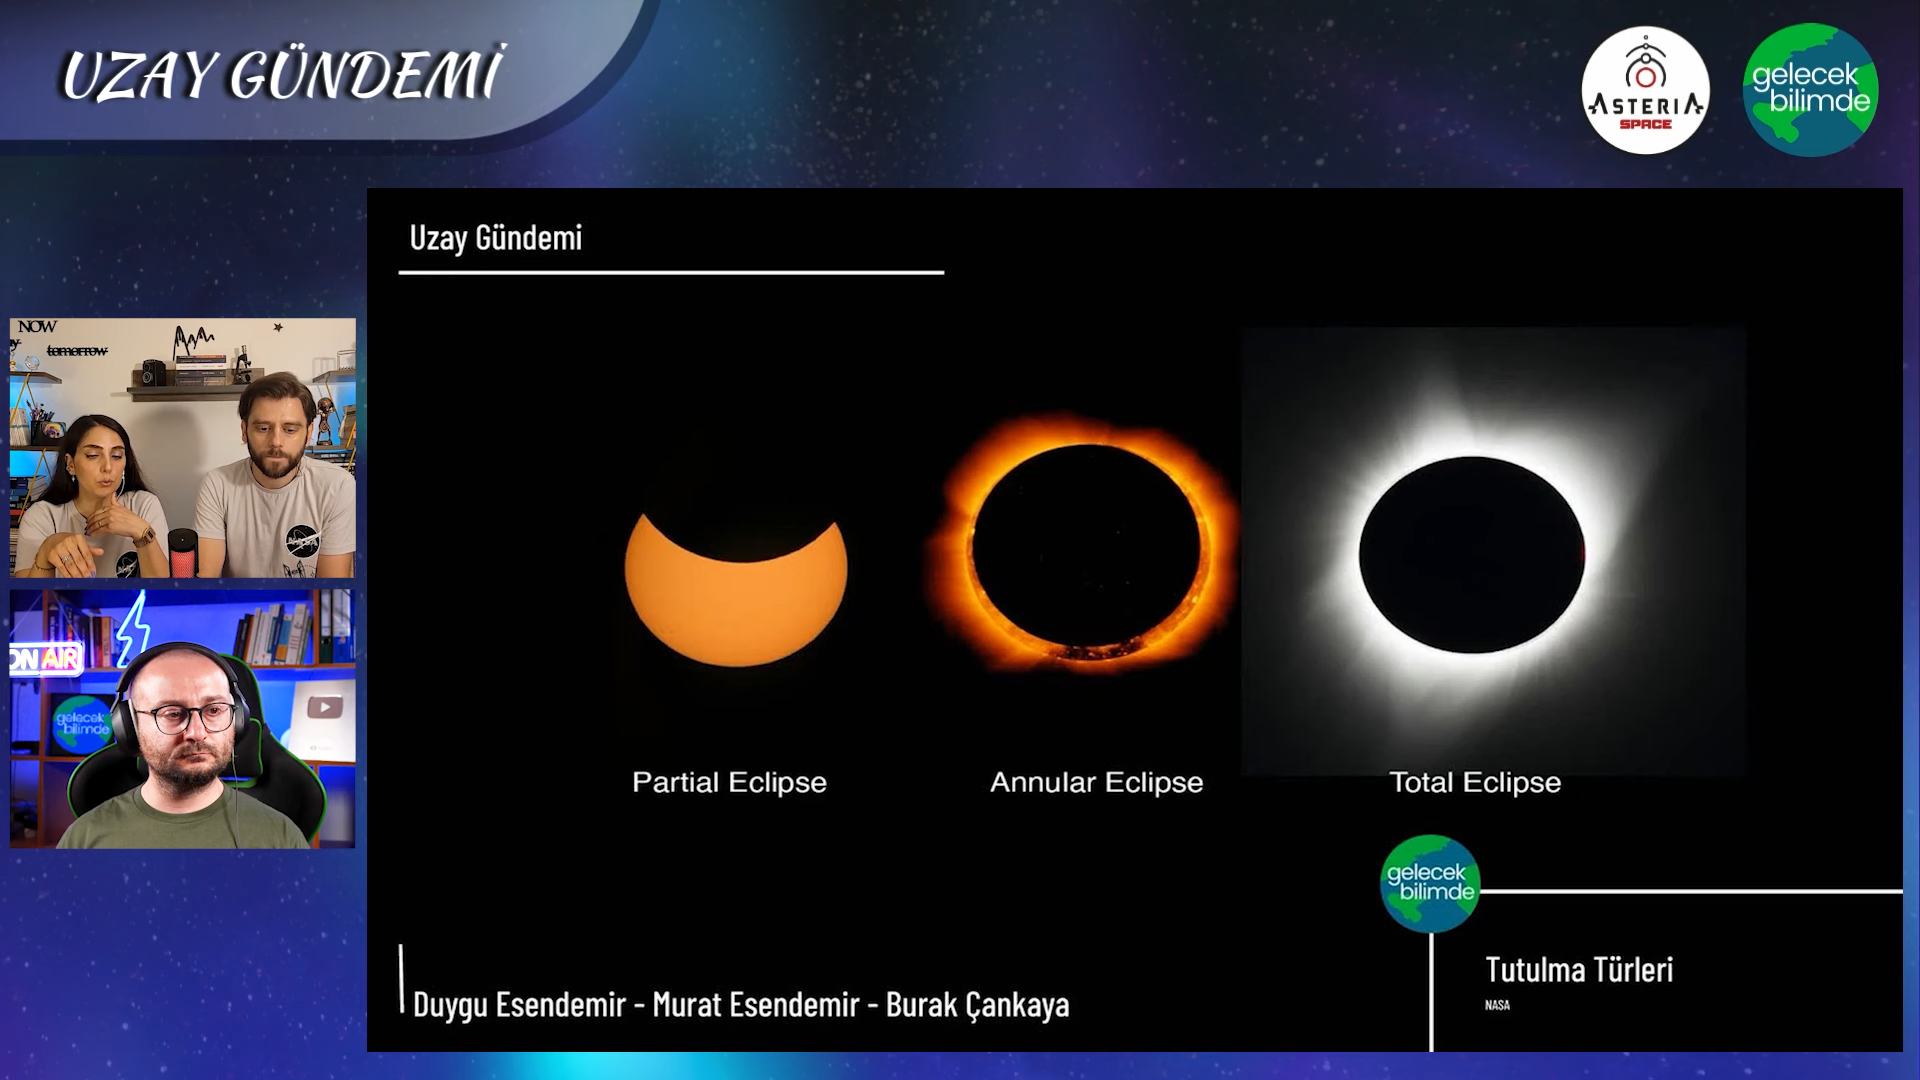 UZAY GÜNDEMİ
ASTERIA
SPACE
gelecek
bilimde
Uzay Gündemi
NOW
tomorrow
NASA
ON AIR
gelecek
bilimde
Partial Eclipse
Annular Eclipse
Total Eclipse
gelecek
bilimde
Tutulma Türleri
NASA
Duygu Esendemir - Murat Esendemir - Burak Çankaya